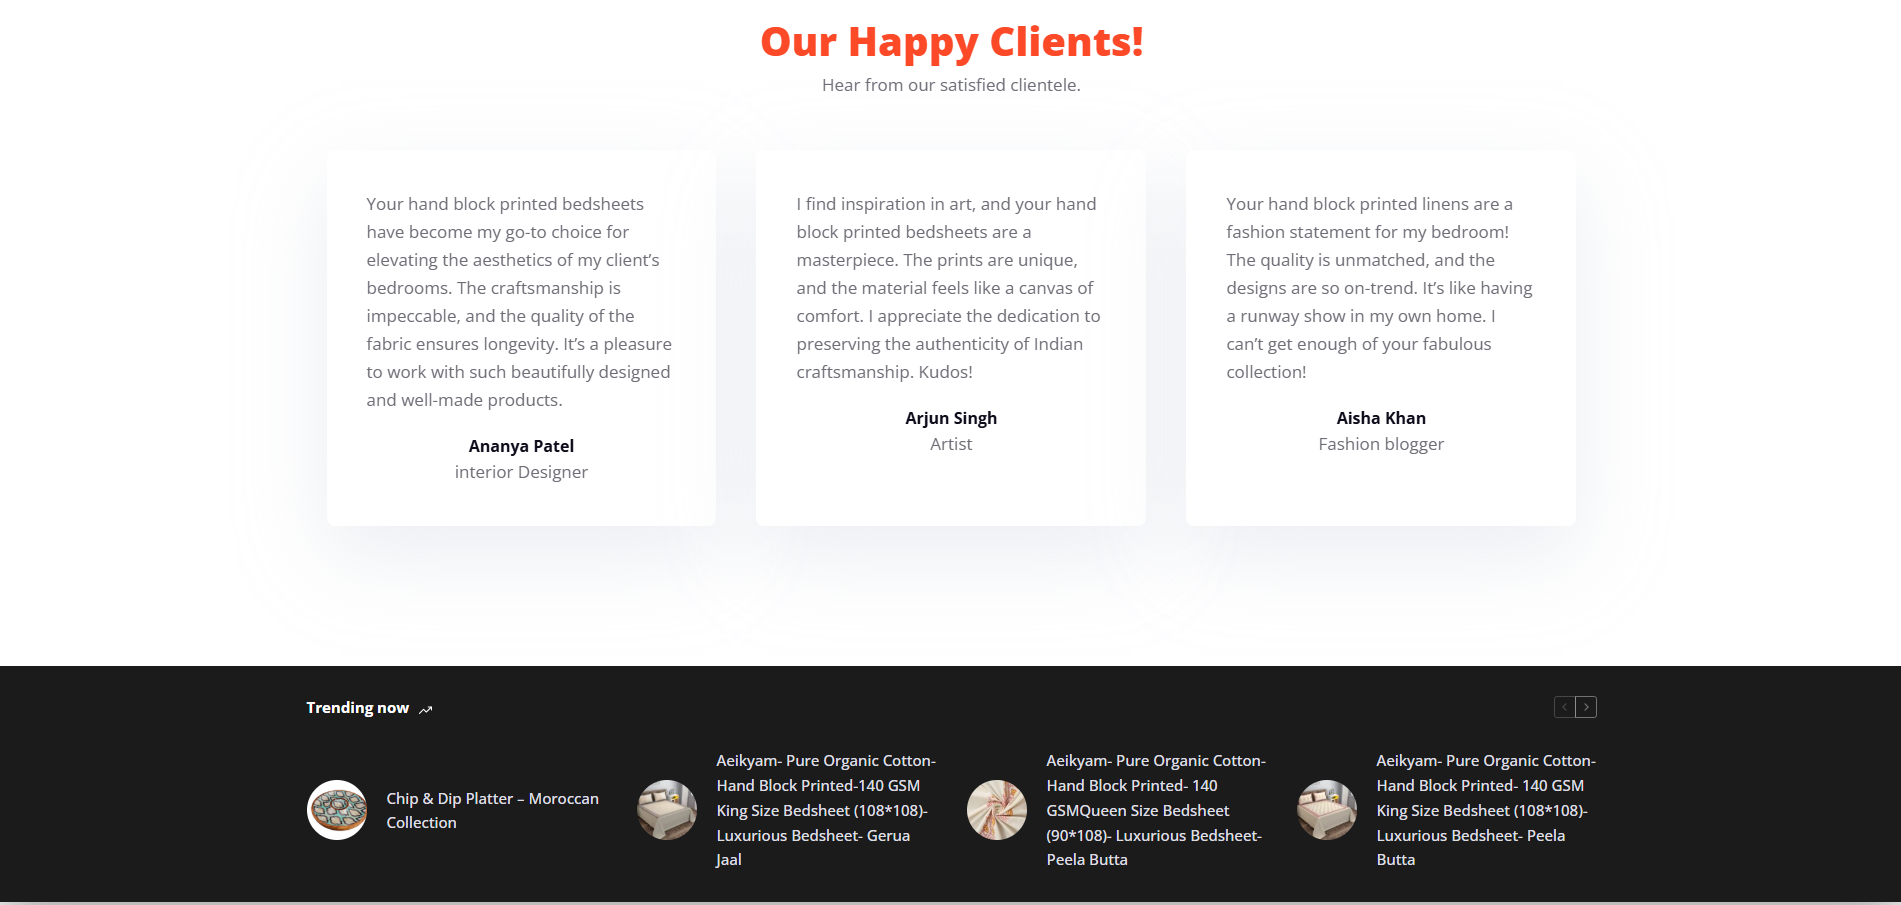 Our Happy Clients!
Hear from our satisfied clientele.
Your hand block printed bedsheets
have become my go-to choice for
elevating the aesthetics of my client’s
bedrooms. The craftsmanship is
impeccable, and the quality of the
fabric ensures longevity. It’s a pleasure
to work with such beautifully designed
and well-made products.
Ananya Patel
interior Designer
I find inspiration in art, and your hand
block printed bedsheets are a
masterpiece. The prints are unique,
and the material feels like a canvas of
comfort. I appreciate the dedication to
preserving the authenticity of Indian
craftsmanship. Kudos!
Arjun Singh
Artist
Your hand block printed linens are a
fashion statement for my bedroom!
The quality is unmatched, and the
designs are so on-trend. It’s like having
a runway show in my own home. I
can’t get enough of your fabulous
collection!
Aisha Khan
Fashion blogger
Trending now
Chip & Dip Platter – Moroccan
Collection
Aeikyam- Pure Organic Cotton-
Hand Block Printed-140 GSM
King Size Bedsheet (108*108)-
Luxurious Bedsheet- Gerua
Jaal
Aeikyam- Pure Organic Cotton-
Hand Block Printed- 140
GSMQueen Size Bedsheet
(90*108)- Luxurious Bedsheet-
Peela Butta
Aeikyam- Pure Organic Cotton-
Hand Block Printed- 140 GSM
King Size Bedsheet (108*108)-
Luxurious Bedsheet- Peela
Butta